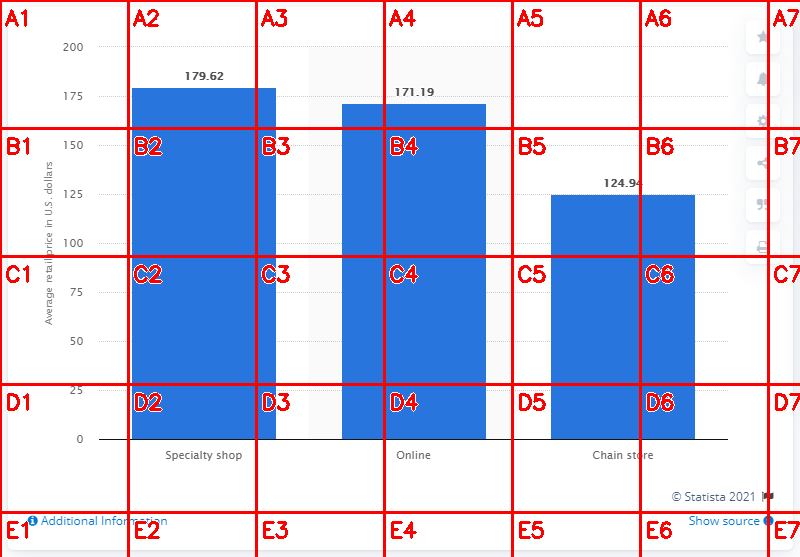 A1 A2 A3 A4 A5 A6 A7
200
179.62
175
171.19
B1 B2 B3 B4 B5 B6 B7
150
125
124.94
100
Average retail price in U.S. dollars
C1 C2 C3 C4 C5 C6 C7
75
50
25
D1 D2 D3 D4 D5 D6 D7
0
Specialty shop Online Chain store
© Statista 2021
Additional Information Show source
E1 E2 E3 E4 E5 E6 E7